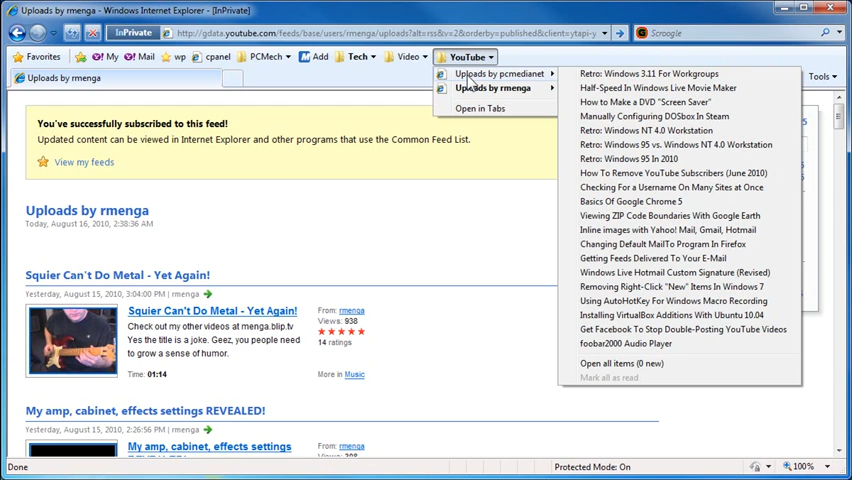 Uploads by rmenga - Windows Internet Explorer - [InPrivate]
InPrivate
http://gdata.youtube.com/feeds/base/users/rmenga/uploads?alt=rss&v=2&orderby=published&client=ytapi-y
Scroogle
Favorites
My
Mail
PCMech
Add
Tech
Video
YouTube
Uploads by rmenga
Tools
Uploads by pcmedianet
Uploads by rmenga
Open in Tabs
Retro: Windows 3.11 For Workgroups
Half-Speed In Windows Live Movie Maker
How to Make a DVD "Screen Saver"
Manually Configuring DOSbox In Steam
Retro: Windows NT 4.0 Workstation
Retro: Windows 95 vs. Windows NT 4.0 Workstation
Retro: Windows 95 In 2010
How To Remove YouTube Subscribers (June 2010)
Checking For a Username On Many Sites at Once
Basics Of Google Chrome 5
Viewing ZIP Code Boundaries With Google Earth
Inline images with Yahoo! Mail, Gmail, Hotmail
Changing Default MailTo Program In Firefox
Getting Feeds Delivered To Your E-Mail
Windows Live Hotmail Custom Signature (Revised)
Removing Right-Click "New" Items In Windows 7
Using AutoHotKey For Windows Macro Recording
Installing VirtualBox Additions With Ubuntu 10.04
Get Facebook To Stop Double-Posting YouTube Videos
foobar2000 Audio Player
Open all items (0 new)
Mark all as read
You've successfully subscribed to this feed!
Updated content can be viewed in Internet Explorer and other programs that use the Common Feed List.
View my feeds
Uploads by rmenga
Today, August 16, 2010, 2:38:36 AM
Squier Can't Do Metal - Yet Again!
Yesterday, August 15, 2010, 3:04:00 PM | rmenga
Squier Can't Do Metal - Yet Again!
Check out my other videos at menga.blip.tv
Yes the title is a joke. Geez, you people need
to grow a sense of humor.
Time: 01:14
From: rmenga
Views: 938
14 ratings
More in Music
My amp, cabinet, effects settings REVEALED!
Yesterday, August 15, 2010, 2:26:56 PM | rmenga
My amp, cabinet, effects settings
From: rmenga
Done
Protected Mode: On
100%